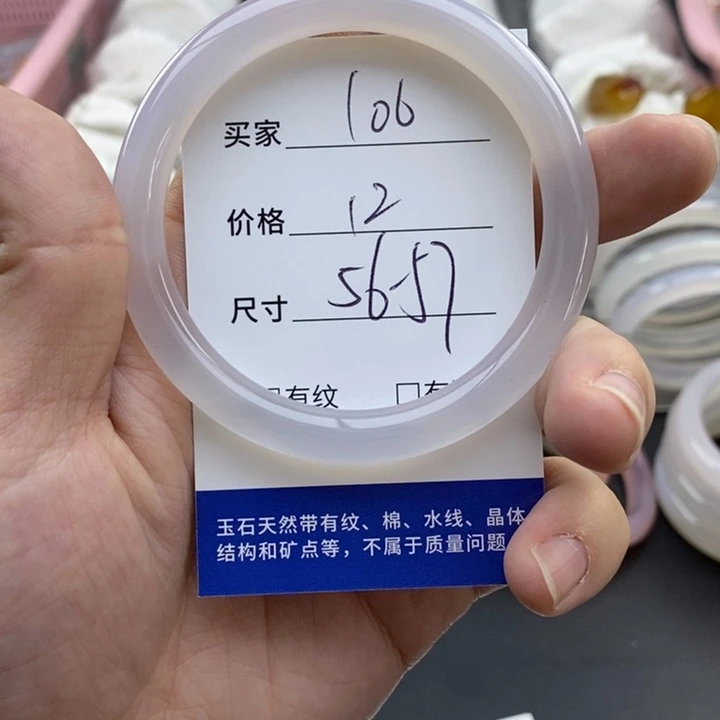 买家 106
价格 12
尺寸 56-57
有纹 □有
玉石天然带有纹、棉、水线、晶体
结构和矿点等，不属于质量问题